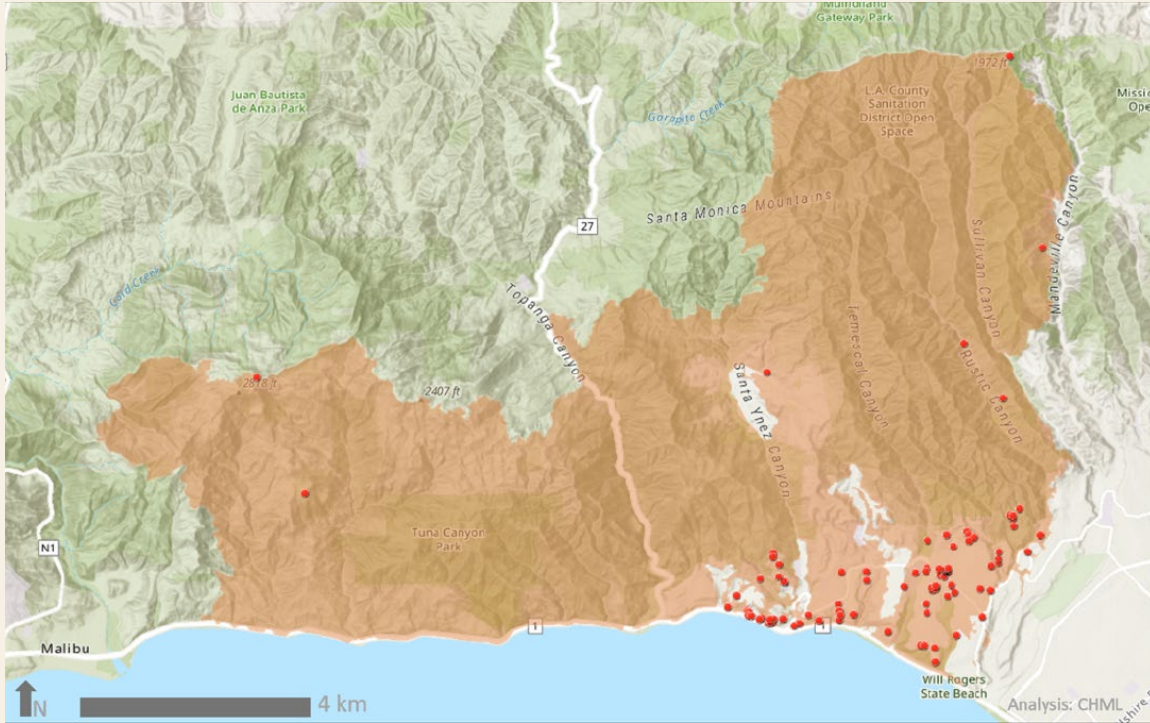 Mulholland
Gateway Park
1972 ft
Juan Bautista
de Anza Park
L.A. County
Sanitation
District Open
Space
Garapito Creek
Santa Monica Mountains
27
Sullivan Canyon
Mandeville Canyon
Cold Creek
Topanga Canyon
Temescal Canyon
Rustic Canyon
2818 ft
2407 ft
Santa Ynez Canyon
Tuna Canyon
Park
N1
1
1
Malibu
Will Rogers
State Beach
N
4 km
Analysis: CHML